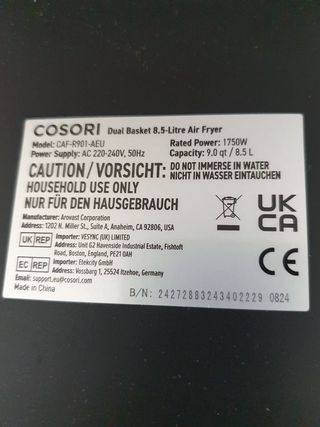 COSORI Dual Basket 8.5-Litre Air Fryer
Model: CAF-R901-AEU Rated Power: 1750W
Power Supply: AC 220-240V, 50Hz Capacity: 9.0 qt / 8.5 L
CAUTION / VORSICHT: DO NOT IMMERSE IN WATER
NICHT IN WASSER EINTAUCHEN
HOUSEHOLD USE ONLY
NUR FÜR DEN HAUSGEBRAUCH
Manufacturer: Arovast Corporation
Address: 1202 N. Miller St., Suite A, Anaheim, CA 92806, USA
UK REP Importer: VESYNC (UK) LIMITED
Address: Unit G2 Haveside Industrial Estate, Fishtoft
Road, Boston, England, PE21 0AH
EC REP Importer: Etekcity GmbH
Address: Vossbarg 1, 25524 Itzehoe, Germany
Email: support.eu@cosori.com
Made in China
UK
CA
CE
B/N: 24272883243402229 0824